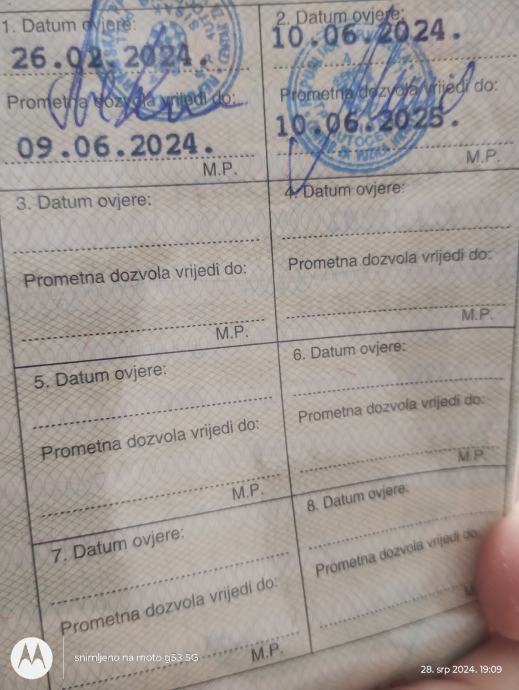 1. Datum ovjere:
26.02.2024.
Prometna dozvola vrijedi do:
09.06.2024.
M.P.
2. Datum ovjere:
10.06.2024.
Prometna dozvola vrijedi do:
10.06.2025.
M.P.
3. Datum ovjere:
Prometna dozvola vrijedi do:
M.P.
4. Datum ovjere:
Prometna dozvola vrijedi do:
M.P.
5. Datum ovjere:
Prometna dozvola vrijedi do:
M.P.
6. Datum ovjere:
Prometna dozvola vrijedi do:
M.P.
7. Datum ovjere:
Prometna dozvola vrijedi do:
M.P.
8. Datum ovjere:
Prometna dozvola vrijedi do:
snimljeno na moto g53 5G
28. srp 2024. 19:09